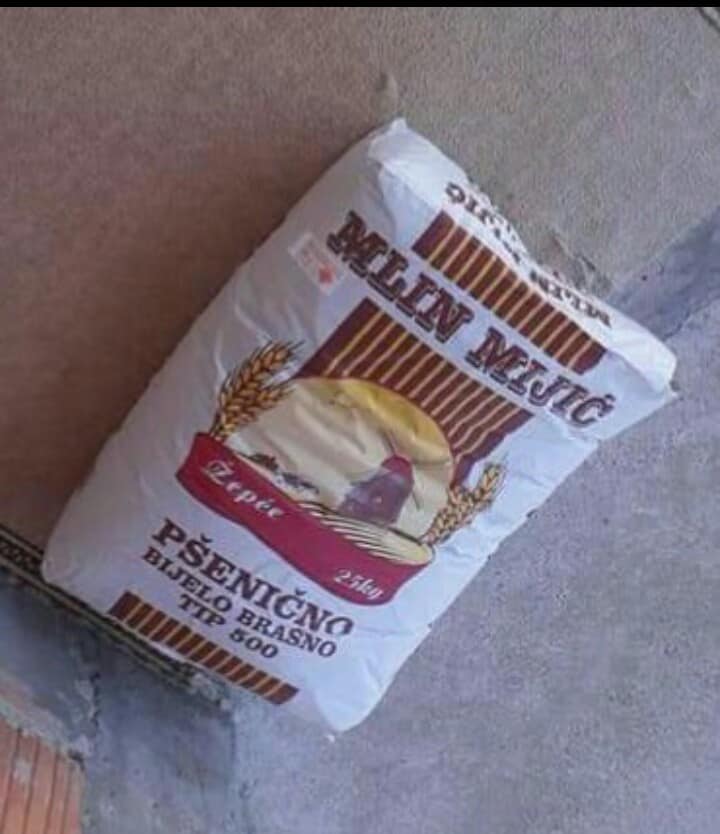 MLIN MIJIĆ
Žepče
25kg
PŠENIČNO
BIJELO BRAŠNO
TIP 500